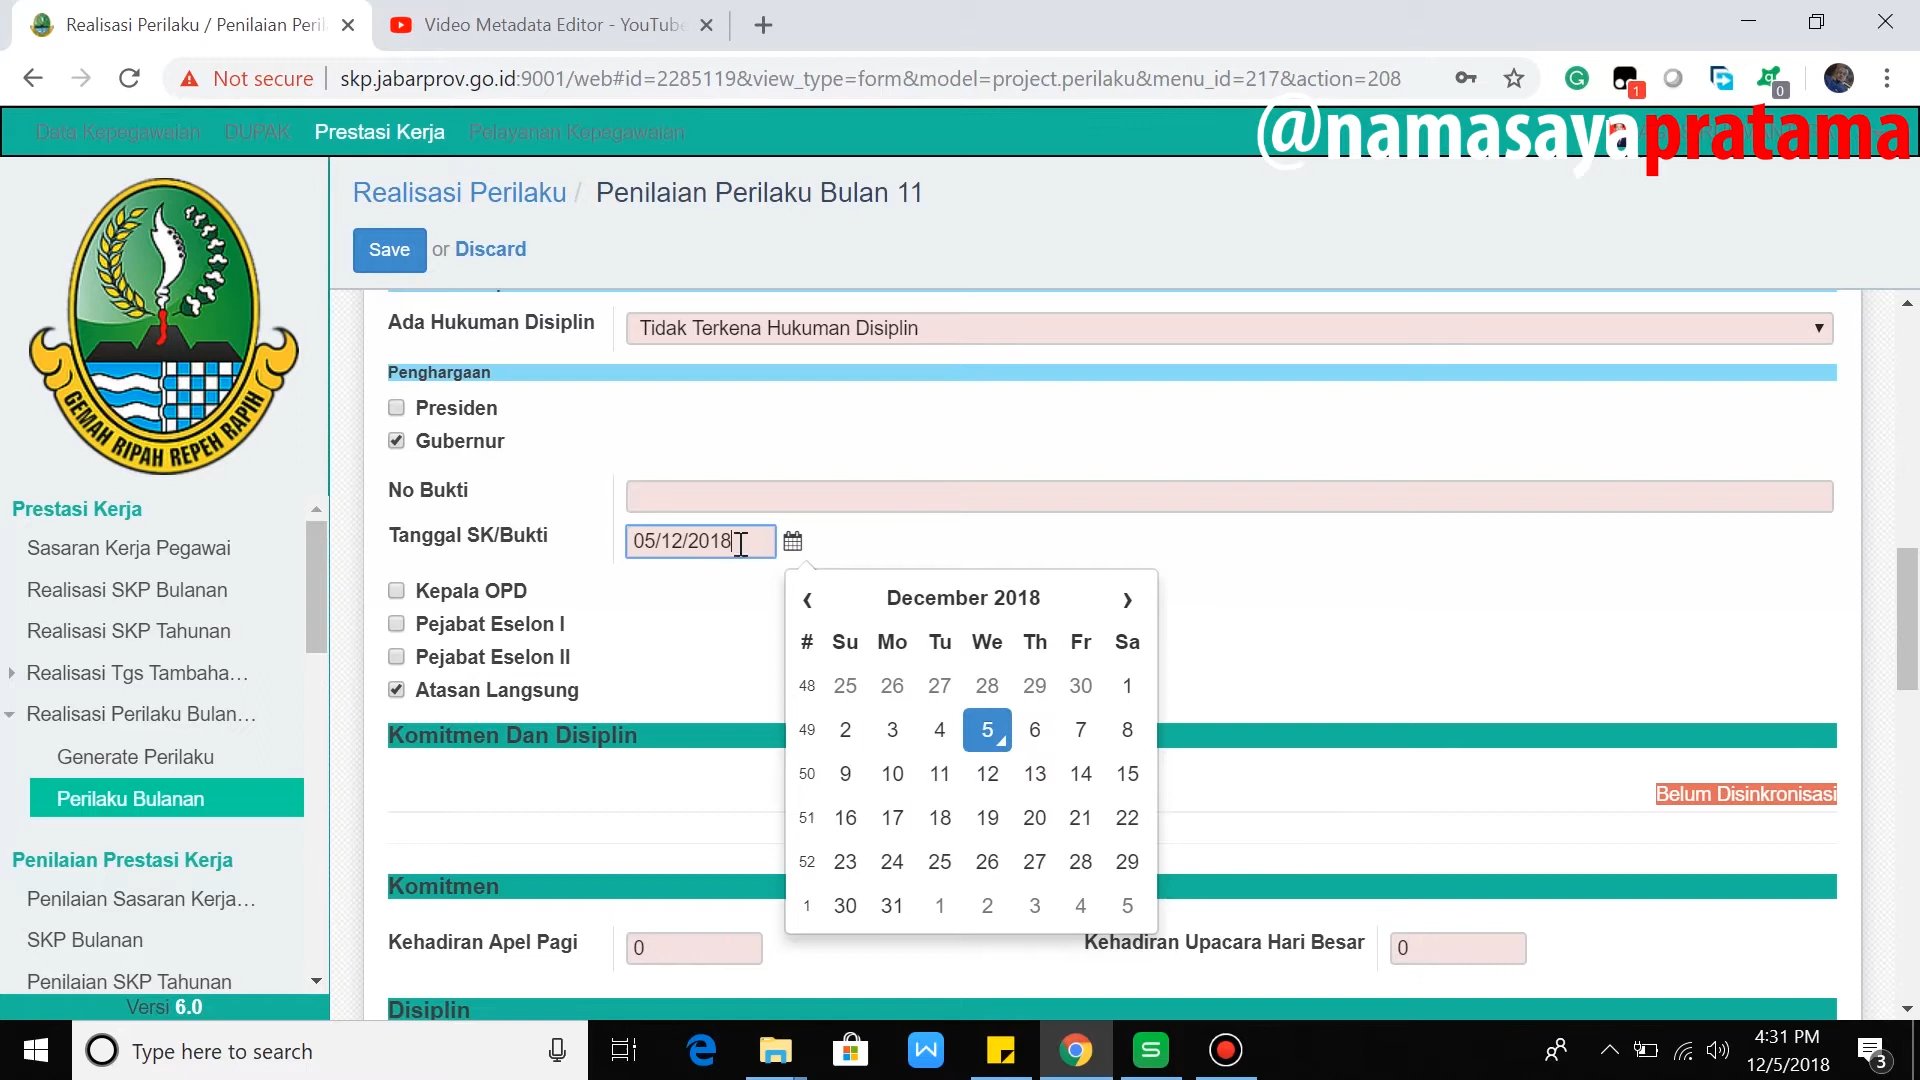 Realisasi Perilaku / Penilaian Peril
Video Metadata Editor - YouTube
Not secure
skp.jabarprov.go.id:9001/web#id=2285119&view_type=form&model=project.perilaku&menu_id=217&action=208
1
0
Data Kepegawaian DUPAK Prestasi Kerja Pelayanan Kepegawaian
@namasayapratama
GEMAH RIPAH REPEH RAPIH
Realisasi Perilaku / Penilaian Perilaku Bulan 11
Save or Discard
Prestasi Kerja
Sasaran Kerja Pegawai
Realisasi SKP Bulanan
Realisasi SKP Tahunan
Realisasi Tgs Tambaha...
Realisasi Perilaku Bulan...
Generate Perilaku
Perilaku Bulanan
Penilaian Prestasi Kerja
Penilaian Sasaran Kerja...
SKP Bulanan
Penilaian SKP Tahunan
Versi 6.0
Ada Hukuman Disiplin
Tidak Terkena Hukuman Disiplin
Penghargaan
Presiden
Gubernur
No Bukti
Tanggal SK/Bukti
05/12/2018
Kepala OPD
Pejabat Eselon I
Pejabat Eselon II
Atasan Langsung
‹ December 2018 ›
# Su Mo Tu We Th Fr Sa
48 25 26 27 28 29 30 1
49 2 3 4 5 6 7 8
50 9 10 11 12 13 14 15
51 16 17 18 19 20 21 22
52 23 24 25 26 27 28 29
1 30 31 1 2 3 4 5
Komitmen Dan Disiplin
Belum Disinkronisasi
Komitmen
Kehadiran Apel Pagi
0
Kehadiran Upacara Hari Besar
0
Disiplin
Type here to search
4:31 PM
12/5/2018
3